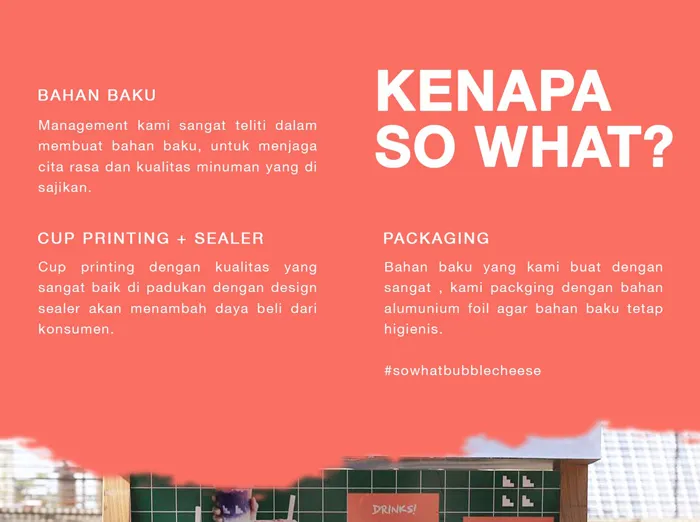 BAHAN BAKU
Management kami sangat teliti dalam
membuat bahan baku, untuk menjaga
cita rasa dan kualitas minuman yang di
sajikan.
KENAPA
SO WHAT?
CUP PRINTING + SEALER
Cup printing dengan kualitas yang
sangat baik di padukan dengan design
sealer akan menambah daya beli dari
konsumen.
PACKAGING
Bahan baku yang kami buat dengan
sangat , kami packging dengan bahan
alumunium foil agar bahan baku tetap
higienis.
#sowhatbubblecheese
DRINKS!